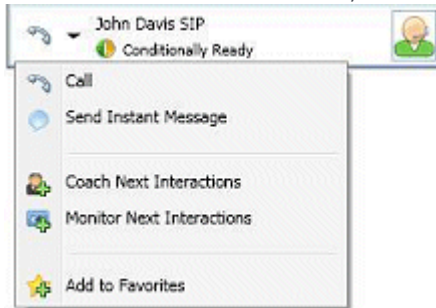 John Davis SIP
Conditionally Ready
Call
Send Instant Message
Coach Next Interactions
Monitor Next Interactions
Add to Favorites